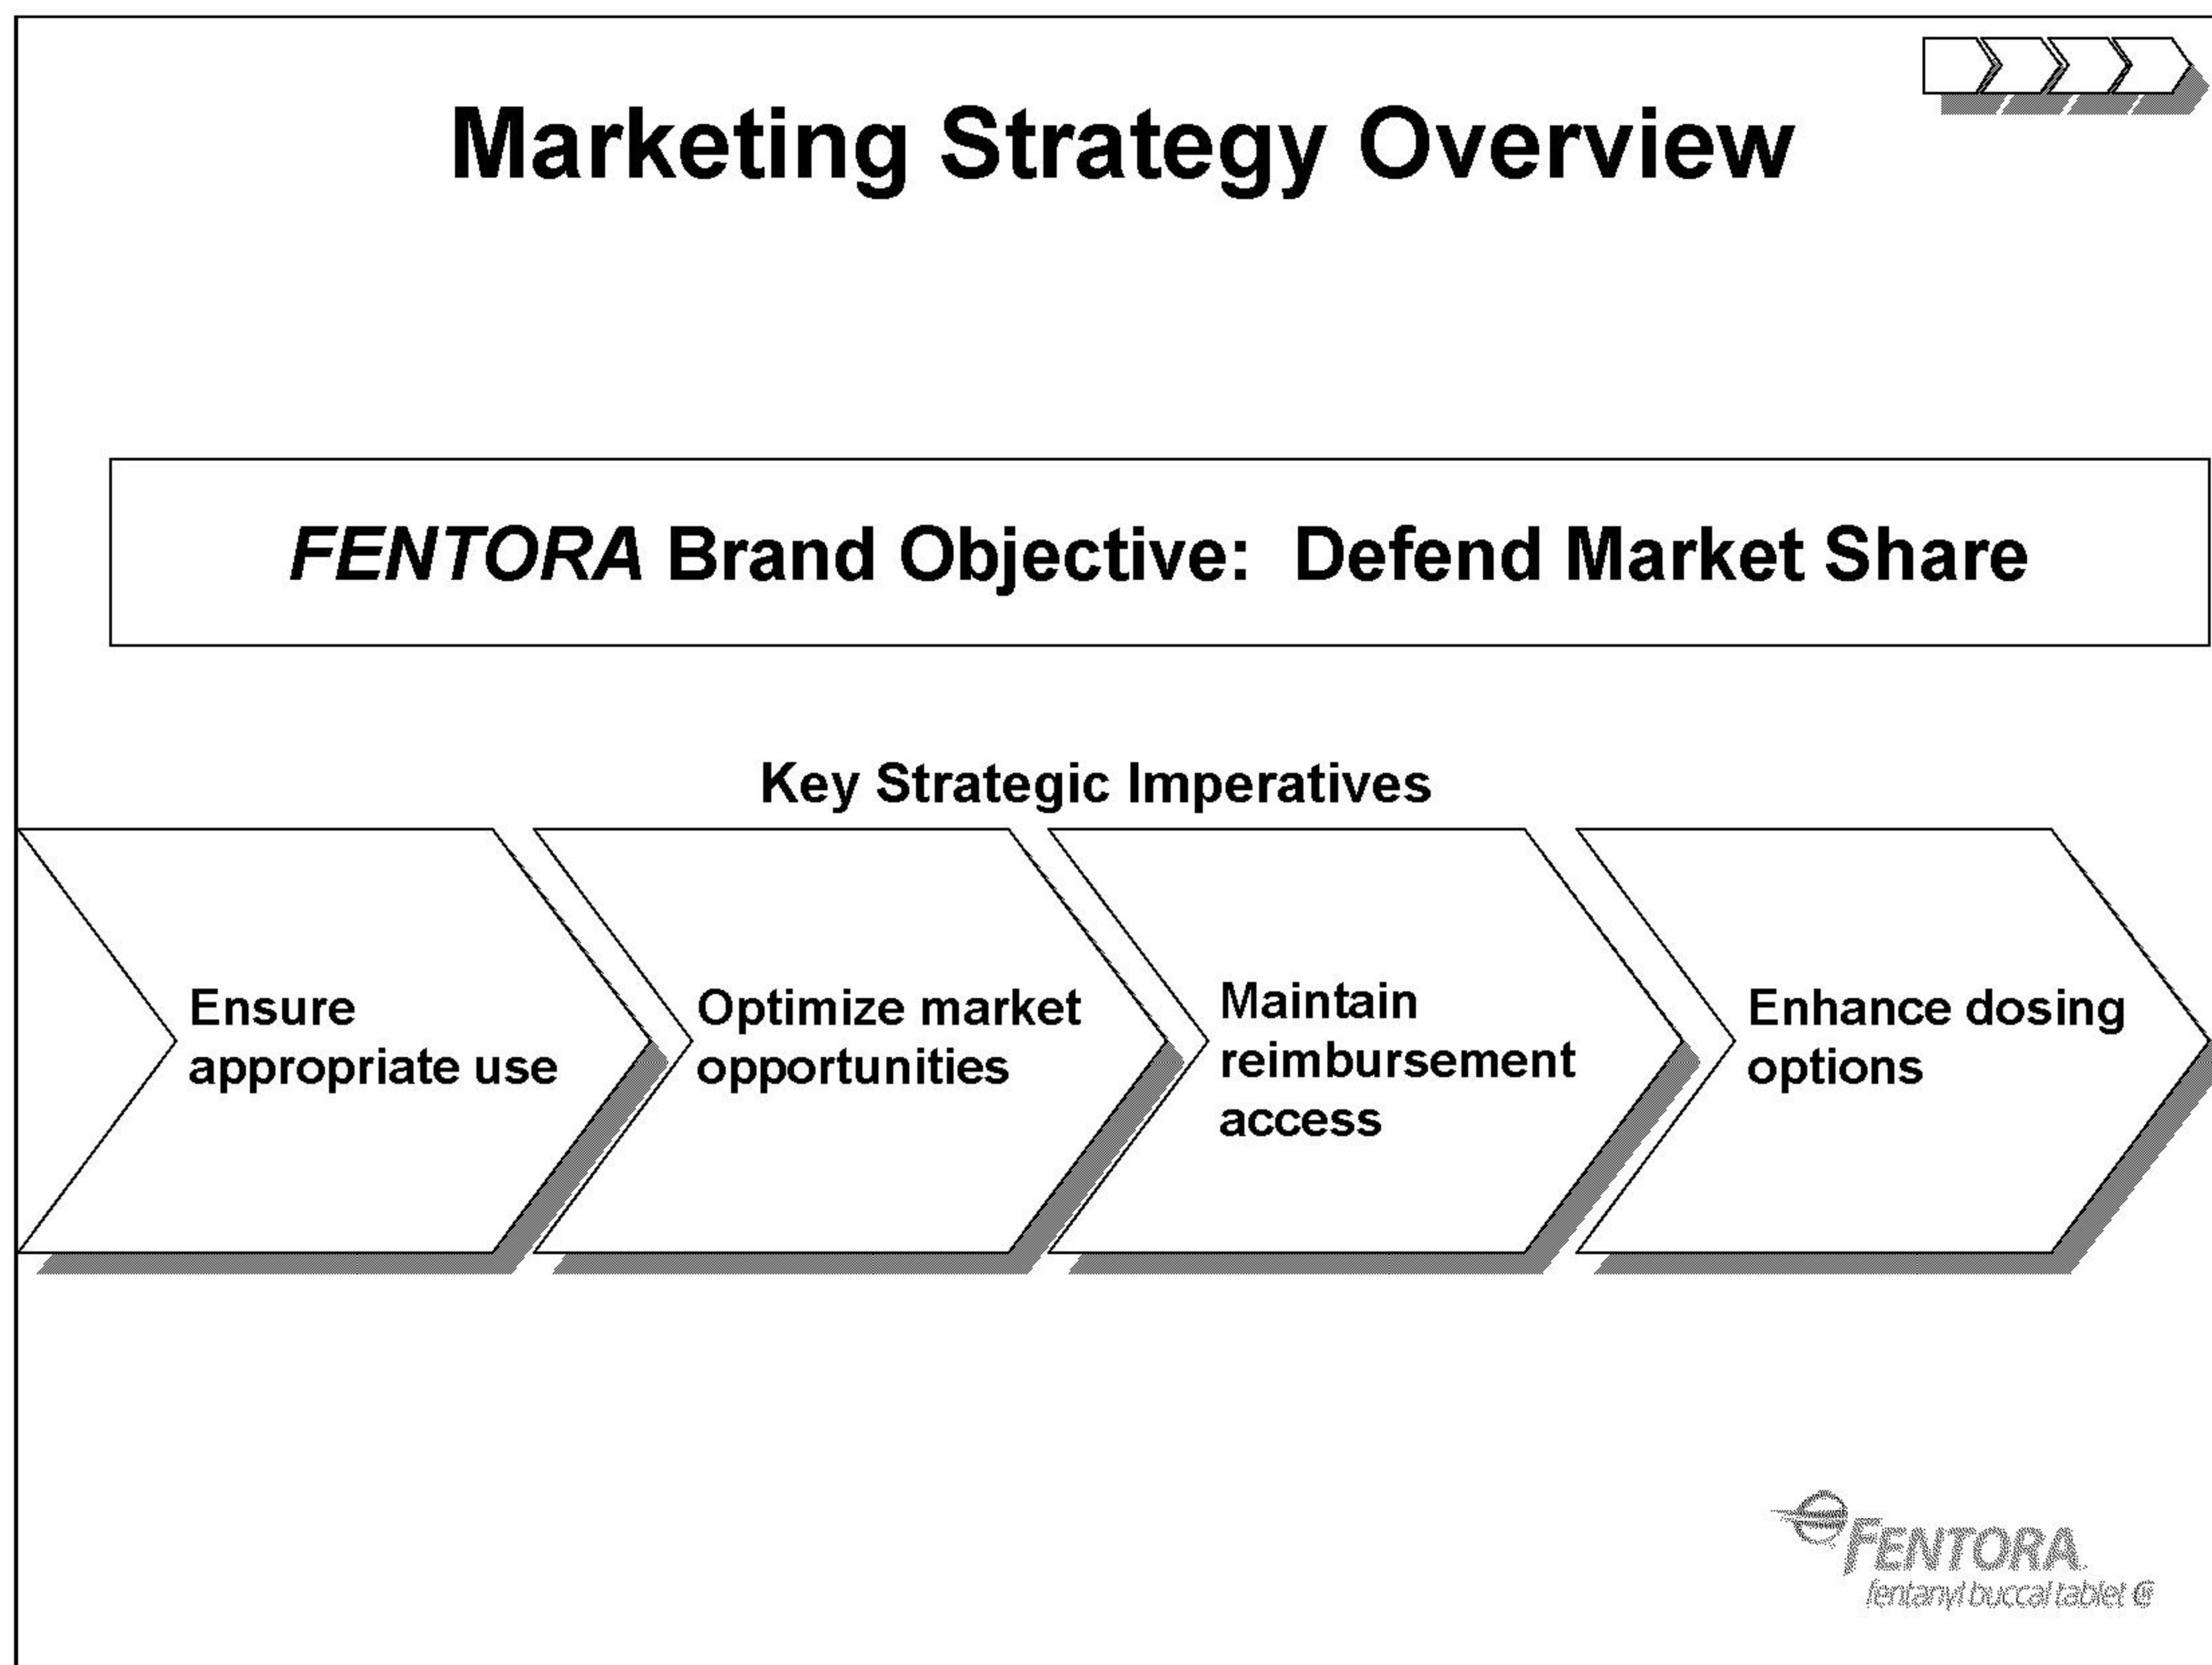 Marketing Strategy Overview
FENTORA Brand Objective: Defend Market Share
Key Strategic Imperatives
Ensure
appropriate use
Optimize market
opportunities
Maintain
reimbursement
access
Enhance dosing
options
FENTORA
fentanyl buccal tablet